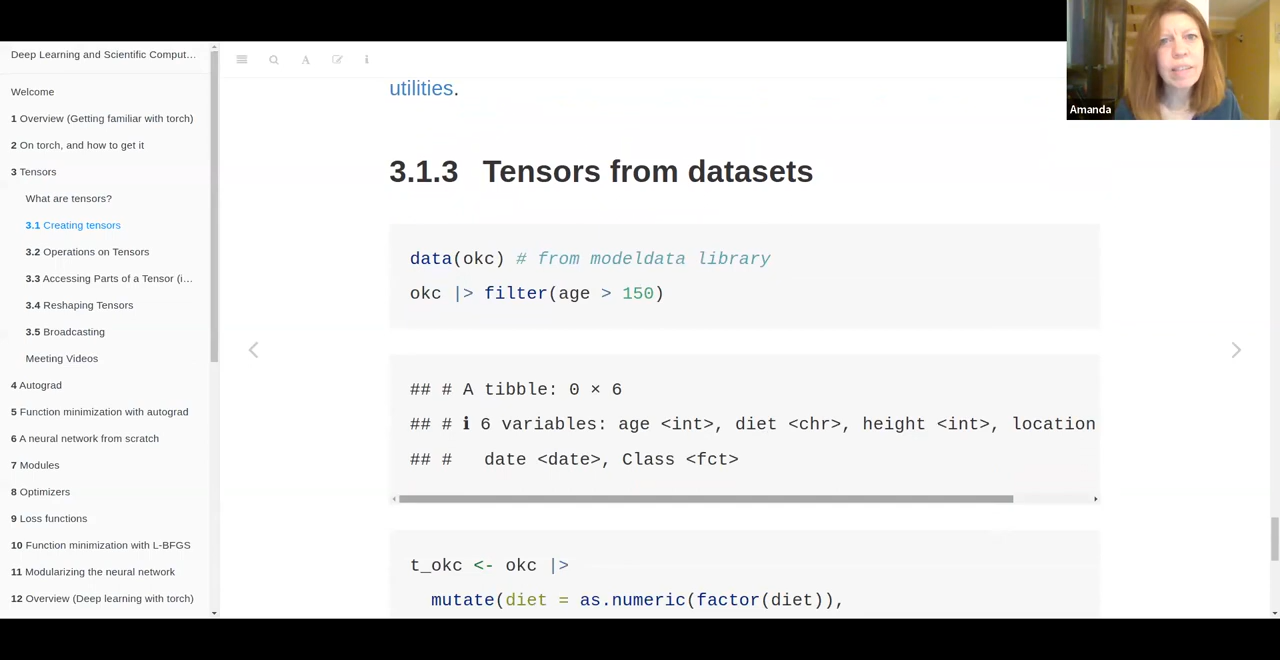 Deep Learning and Scientific Comput...
Welcome
1 Overview (Getting familiar with torch)
2 On torch, and how to get it
3 Tensors
What are tensors?
3.1 Creating tensors
3.2 Operations on Tensors
3.3 Accessing Parts of a Tensor (i...
3.4 Reshaping Tensors
3.5 Broadcasting
Meeting Videos
4 Autograd
5 Function minimization with autograd
6 A neural network from scratch
7 Modules
8 Optimizers
9 Loss functions
10 Function minimization with L-BFGS
11 Modularizing the neural network
12 Overview (Deep learning with torch)
utilities.
3.1.3 Tensors from datasets
data(okc) # from modeldata library
okc |> filter(age > 150)
## # A tibble: 0 × 6
## # ℹ 6 variables: age <int>, diet <chr>, height <int>, location
## #   date <date>, Class <fct>
t_okc <- okc |>
  mutate(diet = as.numeric(factor(diet)),
Amanda